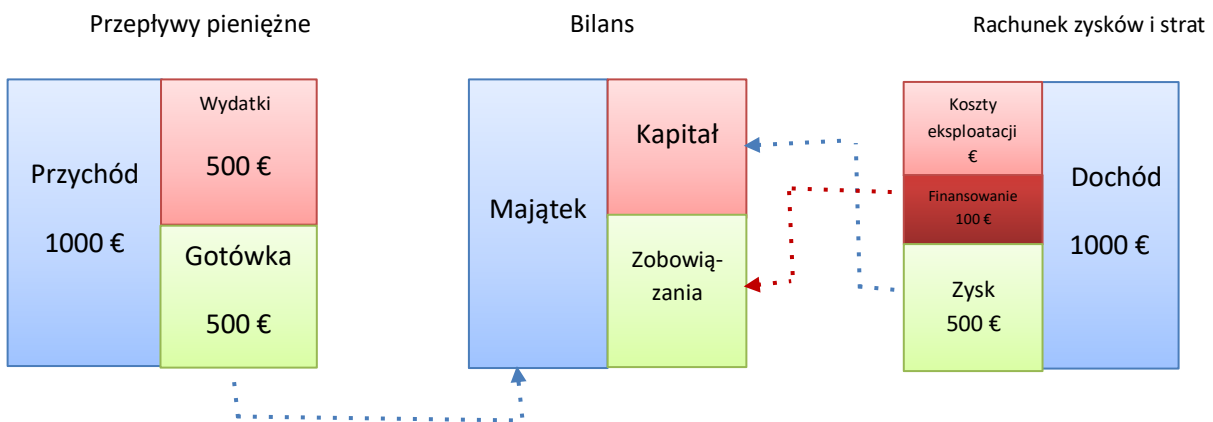 Przepływy pieniężne
Bilans
Rachunek zysków i strat
Przychód
1000 €
Wydatki
500 €
Gotówka
500 €
Majątek
Kapitał
Zobowią-
zania
Koszty
eksploatacji
€
Finansowanie
100 €
Zysk
500 €
Dochód
1000 €